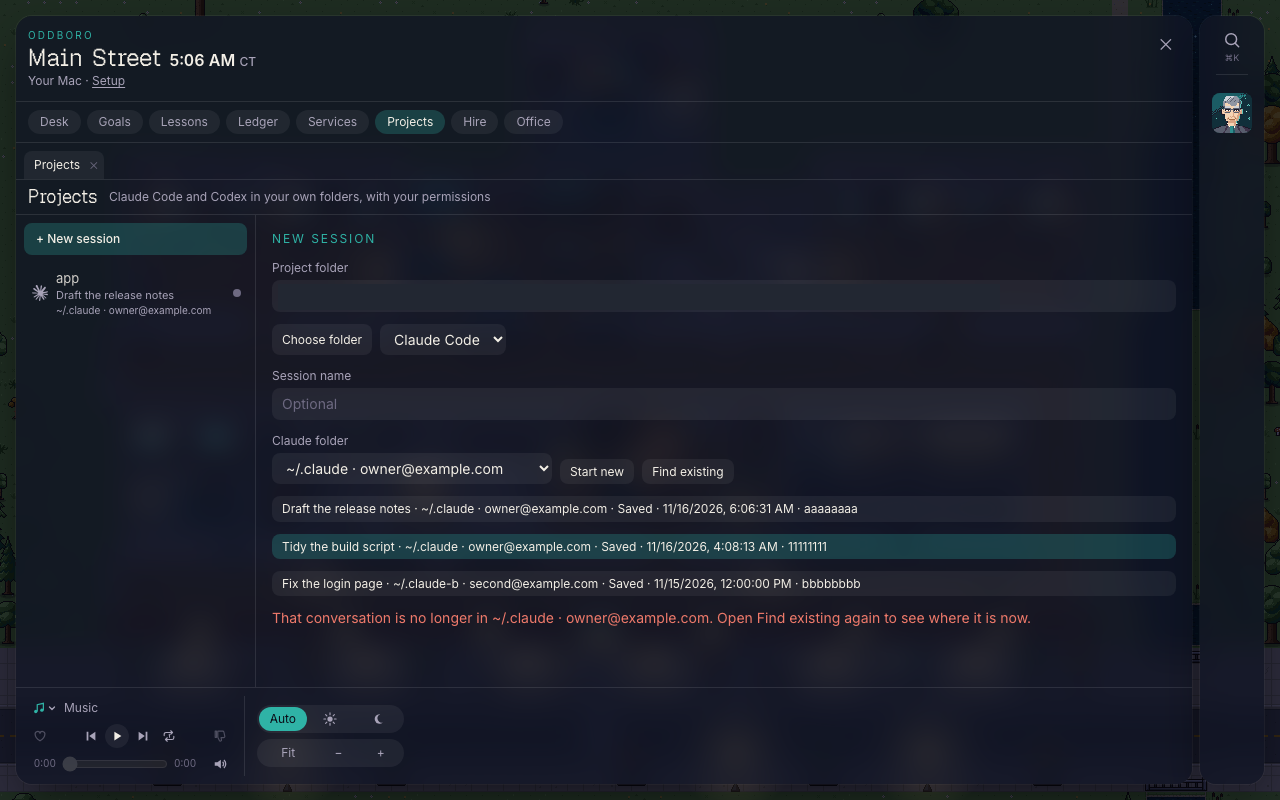 ODDBORO
Main Street 5:06 AM CT
Your Mac · Setup
⌘K
Desk Goals Lessons Ledger Services Projects Hire Office
Projects
Projects Claude Code and Codex in your own folders, with your permissions
+ New session
app
Draft the release notes
~/.claude · owner@example.com
NEW SESSION
Project folder
Choose folder Claude Code
Session name
Optional
Claude folder
~/.claude · owner@example.com Start new Find existing
Draft the release notes · ~/.claude · owner@example.com · Saved · 11/16/2026, 6:06:31 AM · aaaaaaaa
Tidy the build script · ~/.claude · owner@example.com · Saved · 11/16/2026, 4:08:13 AM · 11111111
Fix the login page · ~/.claude-b · second@example.com · Saved · 11/15/2026, 12:00:00 PM · bbbbbbbb
That conversation is no longer in ~/.claude · owner@example.com. Open Find existing again to see where it is now.
Music
0:00 0:00
Auto
Fit − +